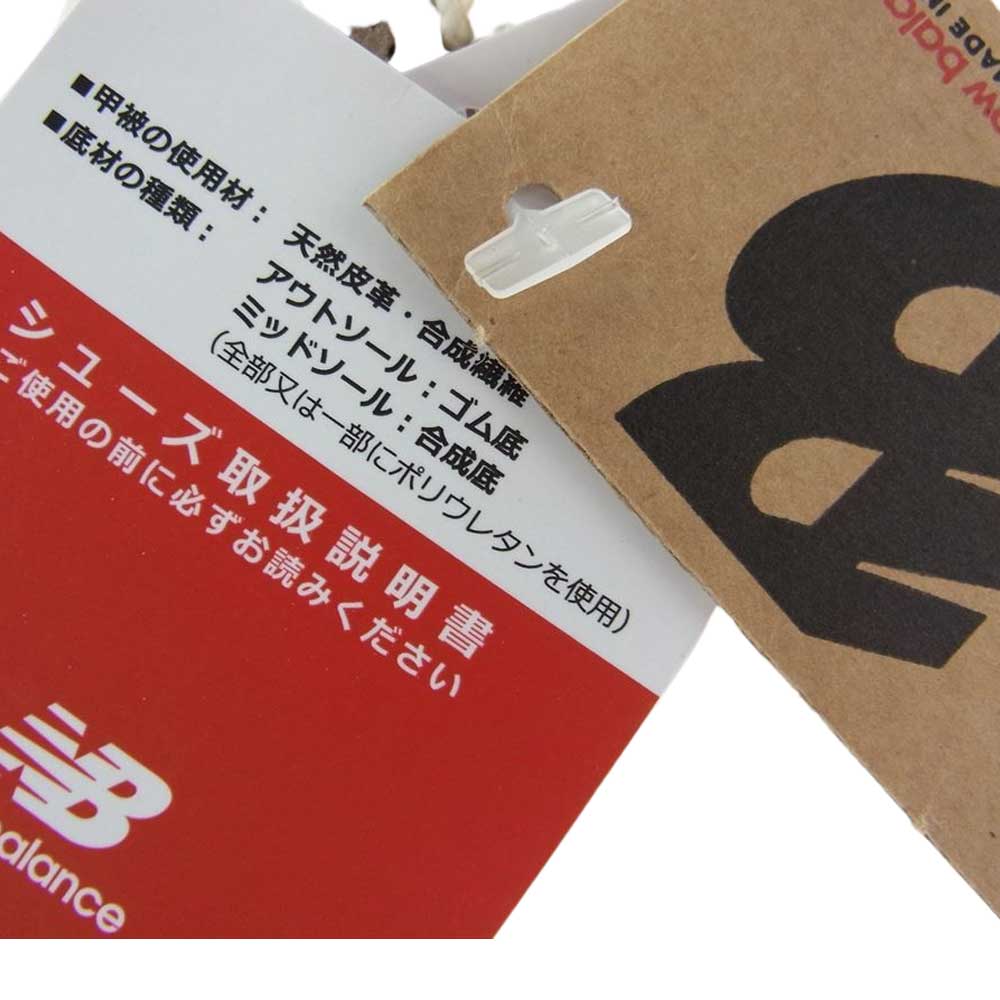 ■甲被の使用材： 天然皮革・合成繊維
■底材の種類： アウトソール：ゴム底
ミッドソール：合成底
(全部又は一部にポリウレタンを使用)
シューズ取扱説明書
ご使用の前に必ずお読みください
NB
balance
MADE IN